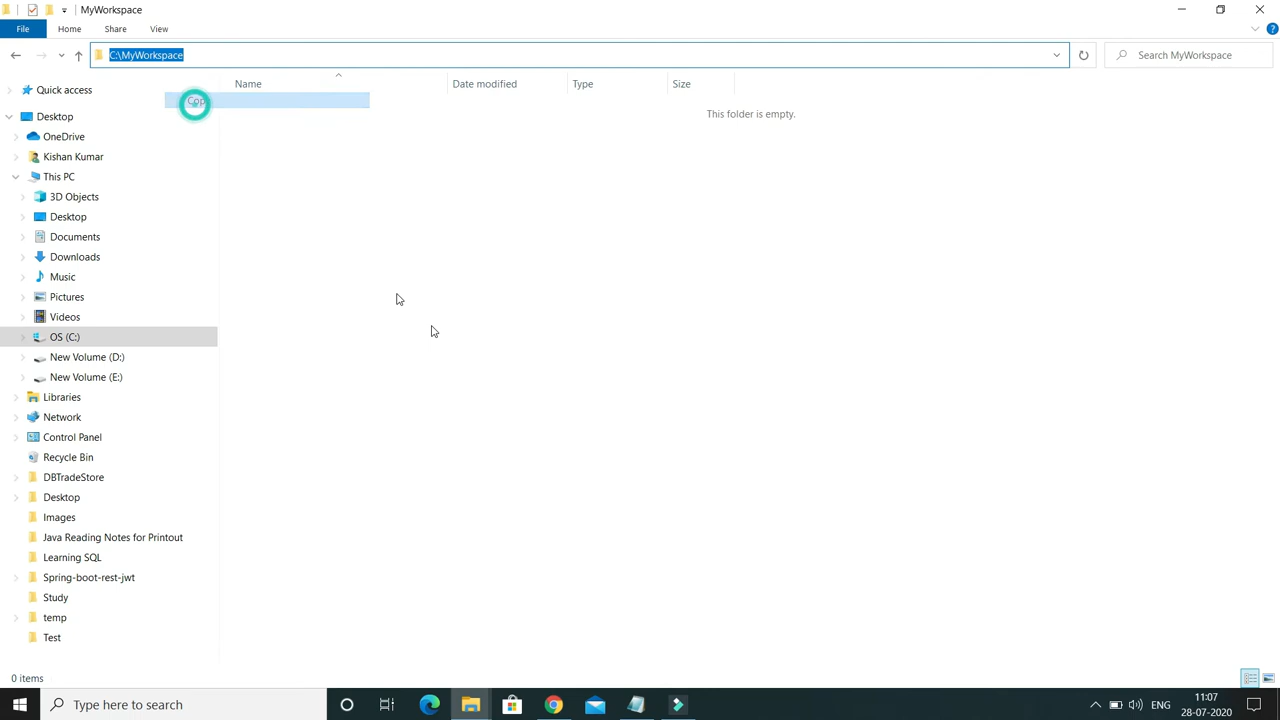 MyWorkspace
File
Home
Share
View
C:\MyWorkspace
Search MyWorkspace
Quick access
Desktop
OneDrive
Kishan Kumar
This PC
3D Objects
Desktop
Documents
Downloads
Music
Pictures
Videos
OS (C:)
New Volume (D:)
New Volume (E:)
Libraries
Network
Control Panel
Recycle Bin
DBTradeStore
Desktop
Images
Java Reading Notes for Printout
Learning SQL
Spring-boot-rest-jwt
Study
temp
Test
Name
Date modified
Type
Size
This folder is empty.
0 items
Type here to search
ENG
11:07
28-07-2020